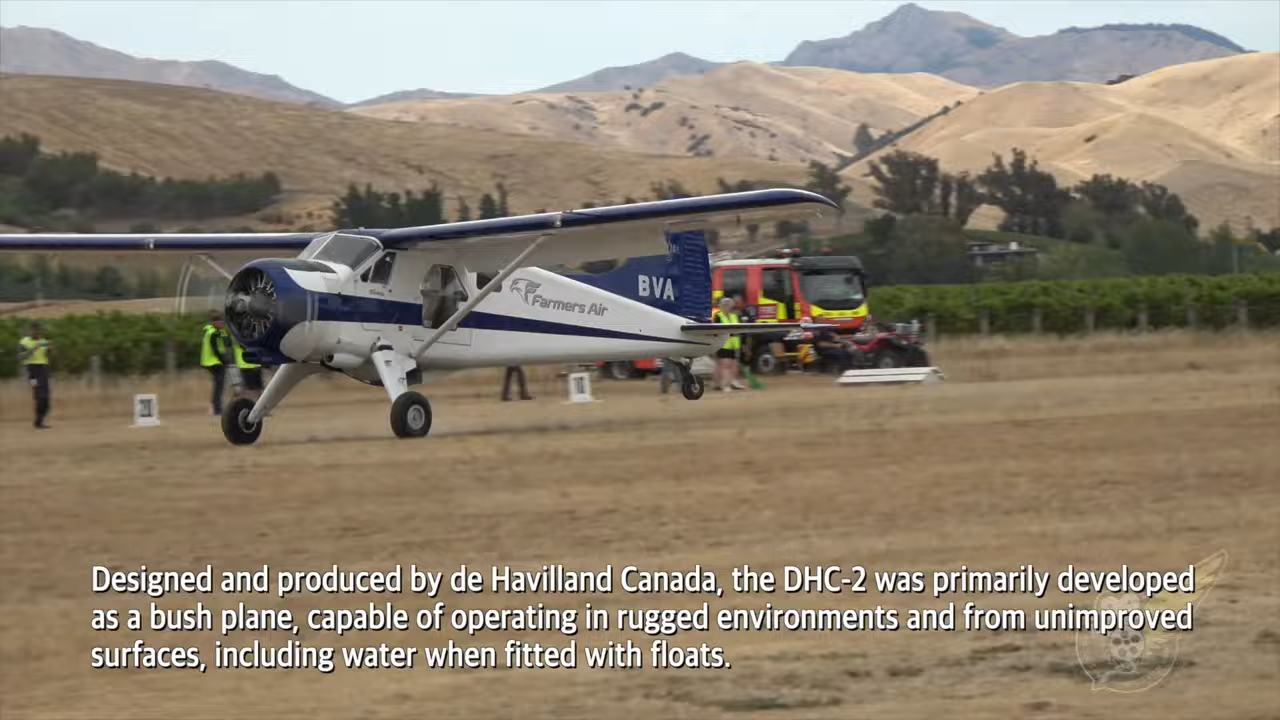 BVA
Farmers Air
Designed and produced by de Havilland Canada, the DHC-2 was primarily developed
as a bush plane, capable of operating in rugged environments and from unimproved
surfaces, including water when fitted with floats.